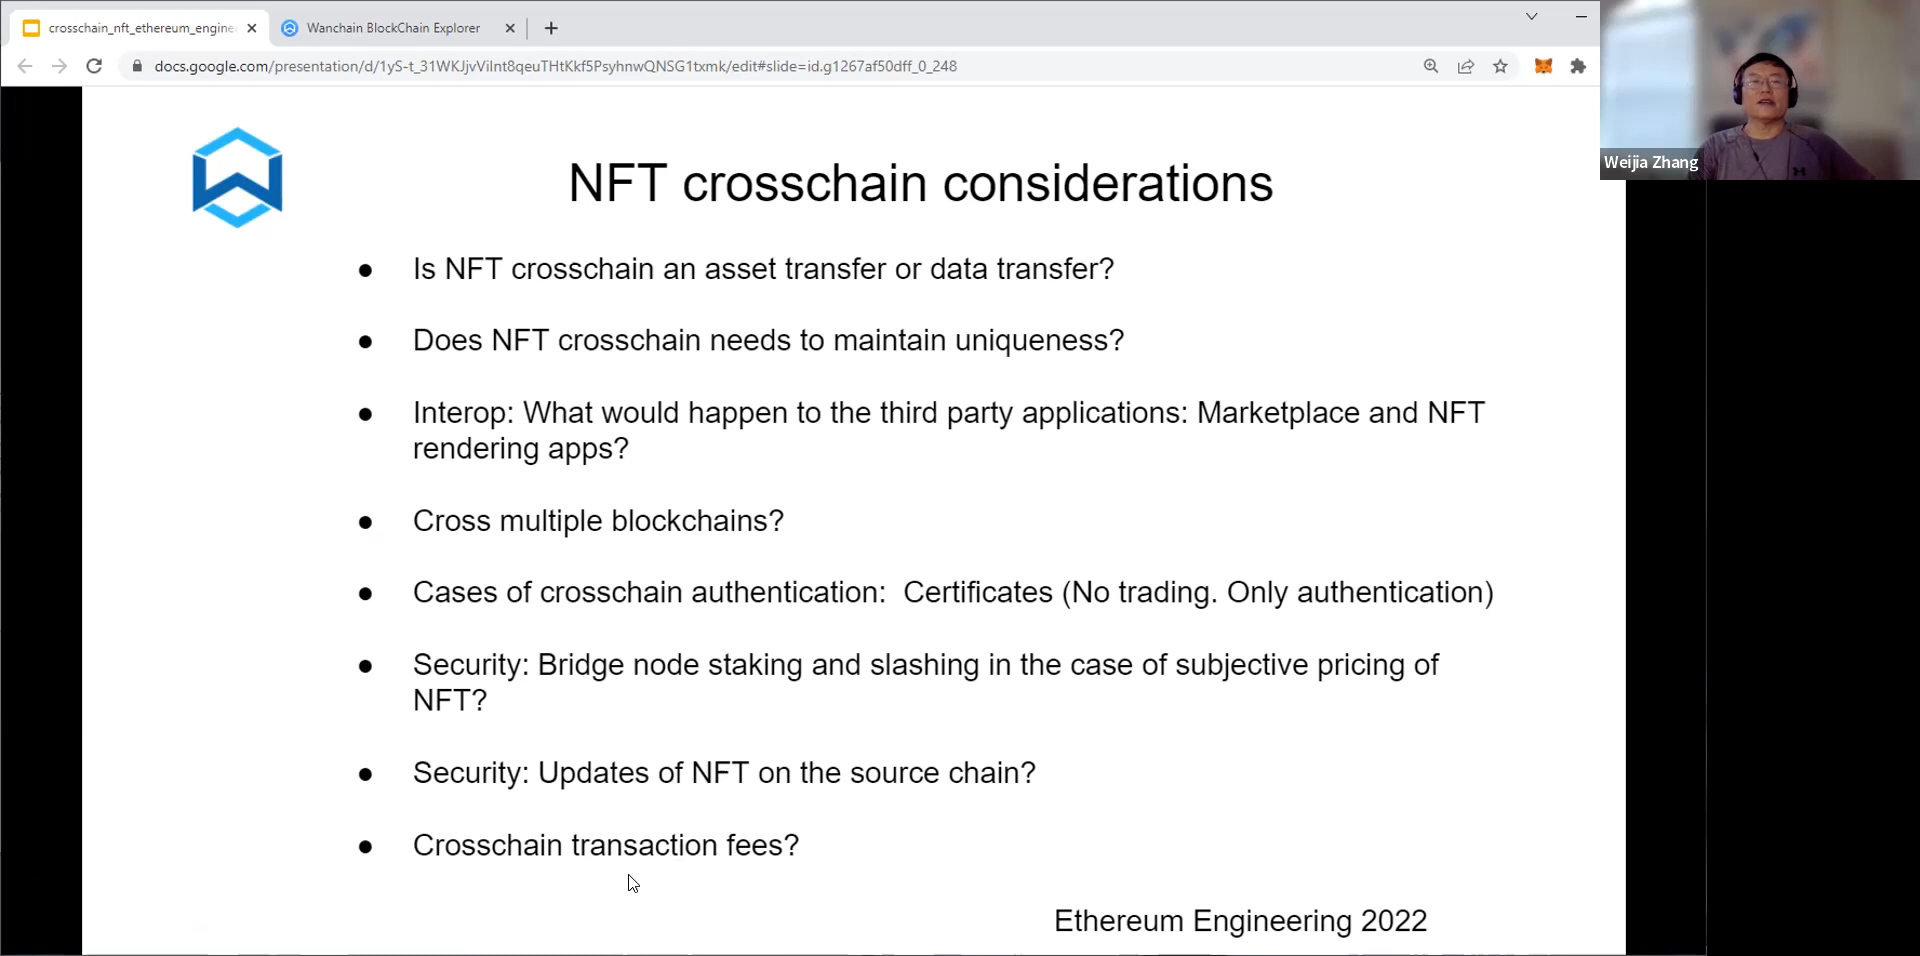 crosschain_nft_ethereum_engine
Wanchain BlockChain Explorer
docs.google.com/presentation/d/1yS-t_31WKJjvViInt8qeuTHtKkf5PsyhnwQNSG1txmk/edit#slide=id.g1267af50dff_0_248
Weijia Zhang
NFT crosschain considerations
● Is NFT crosschain an asset transfer or data transfer?
● Does NFT crosschain needs to maintain uniqueness?
● Interop: What would happen to the third party applications: Marketplace and NFT
rendering apps?
● Cross multiple blockchains?
● Cases of crosschain authentication:  Certificates (No trading. Only authentication)
● Security: Bridge node staking and slashing in the case of subjective pricing of
NFT?
● Security: Updates of NFT on the source chain?
● Crosschain transaction fees?
Ethereum Engineering 2022